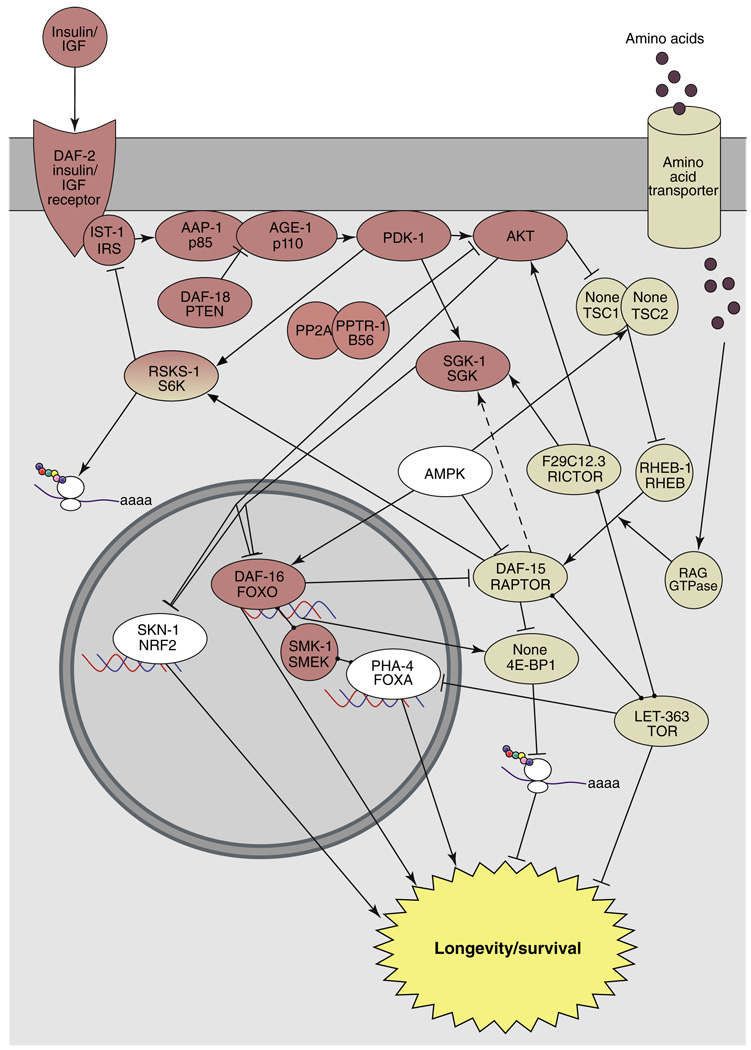 Insulin/
IGF
Amino acids
DAF-2
insulin/
IGF
receptor
Amino
acid
transporter
IST-1
IRS
AAP-1
p85
AGE-1
p110
PDK-1
AKT
DAF-18
PTEN
PP2A
PPTR-1
B56
None
TSC1
None
TSC2
RSKS-1
S6K
SGK-1
SGK
AMPK
F29C12.3
RICTOR
RHEB-1
RHEB
aaaa
DAF-16
FOXO
DAF-15
RAPTOR
RAG
GTPase
SKN-1
NRF2
SMK-1
SMEK
PHA-4
FOXA
None
4E-BP1
LET-363
TOR
aaaa
Longevity/survival